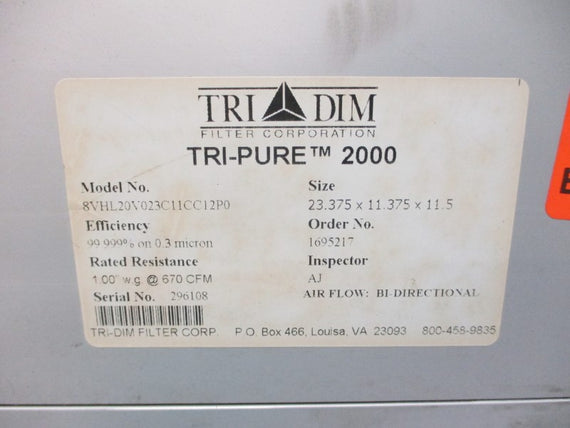 TRI DIM
FILTER CORPORATION
TRI-PURE™ 2000
Model No.
8VHL20V023C11CC12P0
Size
23.375 x 11.375 x 11.5
Efficiency
99.999% on 0.3 micron
Order No.
1695217
Rated Resistance
1.00" w.g. @ 670 CFM
Inspector
AJ
Serial No. 296108
AIR FLOW: BI-DIRECTIONAL
TRI-DIM FILTER CORP. P.O. Box 466, Louisa, VA 23093 800-458-9835